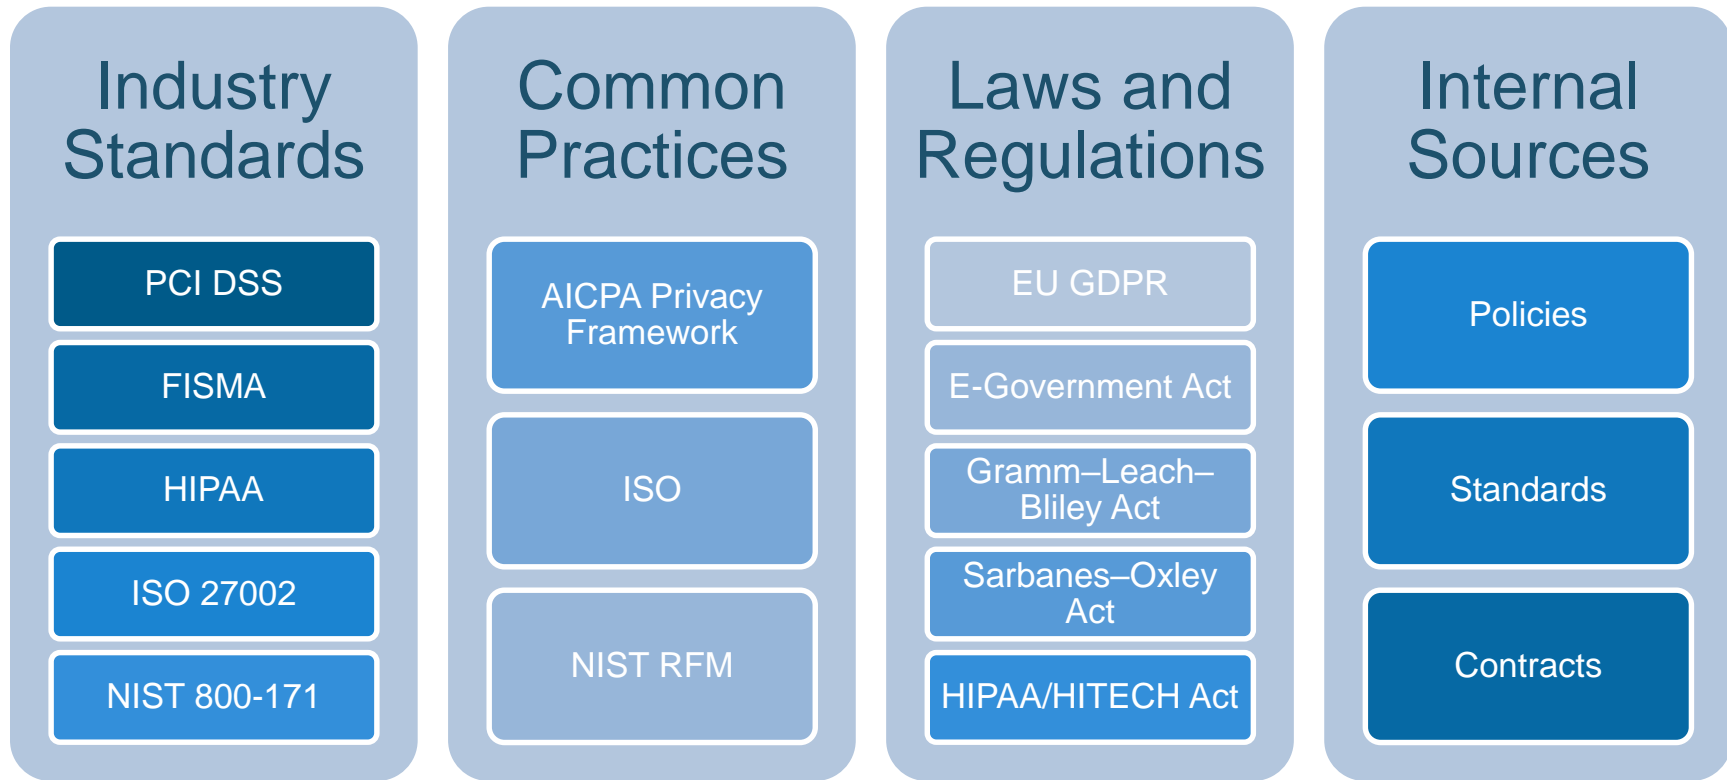 Industry
Standards
PCI DSS
FISMA
HIPAA
ISO 27002
NIST 800-171
Common
Practices
AICPA Privacy
Framework
ISO
NIST RFM
Laws and
Regulations
EU GDPR
E-Government Act
Gramm–Leach–
Bliley Act
Sarbanes–Oxley
Act
HIPAA/HITECH Act
Internal
Sources
Policies
Standards
Contracts